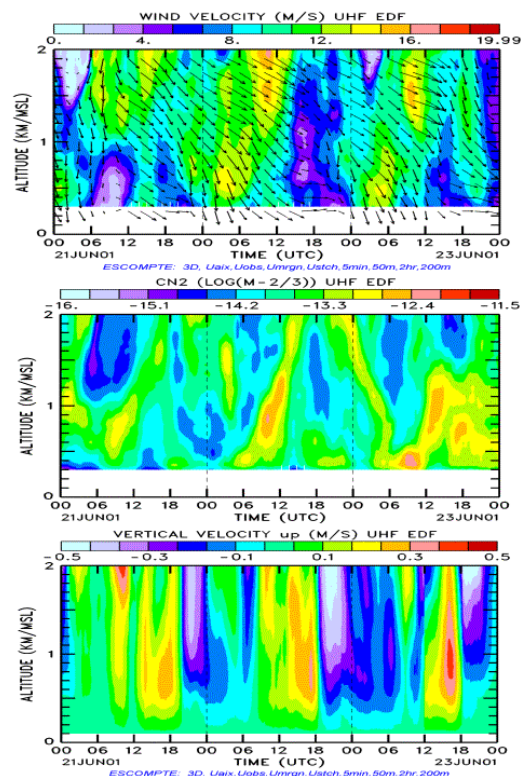 WIND VELOCITY (M/S) UHF EDF
0. 4. 8. 12. 16. 19.99
2
1
0
ALTITUDE (KM/MSL)
00 06 12 18 00 06 12 18 00 06 12 18 00
21JUN01 TIME (UTC) 23JUN01
ESCOMPTE: 3D, Uaix,Uobs,Umrgn,Ustch,5min,50m,2hr,200m
CN2 (LOG(M-2/3)) UHF EDF
-16. -15.1 -14.2 -13.3 -12.4 -11.5
2
1
0
ALTITUDE (KM/MSL)
00 06 12 18 00 06 12 18 00 06 12 18 00
21JUN01 TIME (UTC) 23JUN01
VERTICAL VELOCITY up (M/S) UHF EDF
-0.5 -0.3 -0.1 0.1 0.3 0.5
2
1
0
ALTITUDE (KM/MSL)
00 06 12 18 00 06 12 18 00 06 12 18 00
21JUN01 TIME (UTC) 23JUN01
ESCOMPTE: 3D, Uaix,Uobs,Umrgn,Ustch,5min,50m,2hr,200m